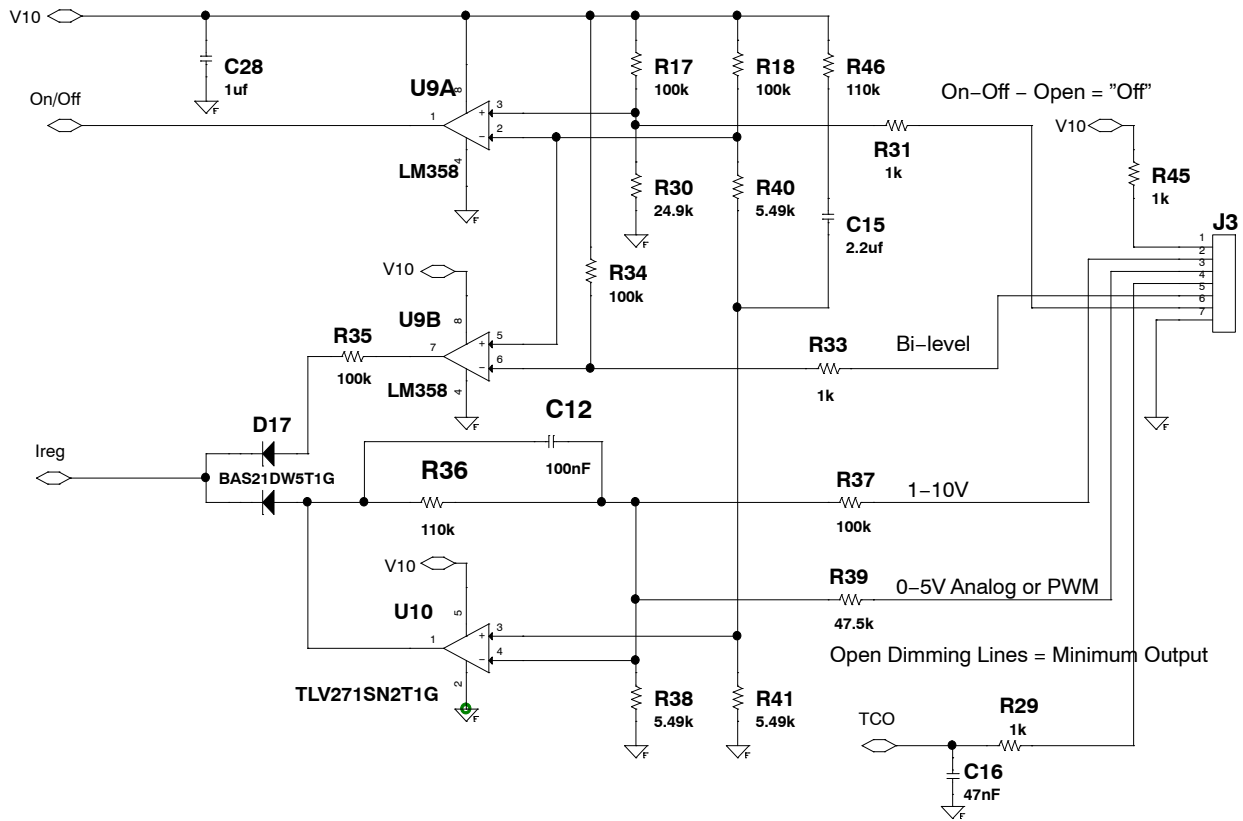 V10
C28
1uf
On/Off
U9A
8
3
1
2
4
LM358
R17
100k
R18
100k
R46
110k
On−Off − Open = ”Off”
V10
R31
1k
R45
1k
R30
24.9k
R40
5.49k
C15
2.2uf
J3
1
2
3
4
5
6
7
V10
R34
100k
U9B
8
5
7
6
4
LM358
R35
100k
R33
1k
Bi−level
D17
BAS21DW5T1G
Ireg
C12
100nF
R36
110k
R37
100k
1−10V
V10
R39
47.5k
0−5V Analog or PWM
U10
5
3
1
4
2
TLV271SN2T1G
Open Dimming Lines = Minimum Output
R38
5.49k
R41
5.49k
TCO
R29
1k
C16
47nF
F
F
F
F
F
F
F
F
F